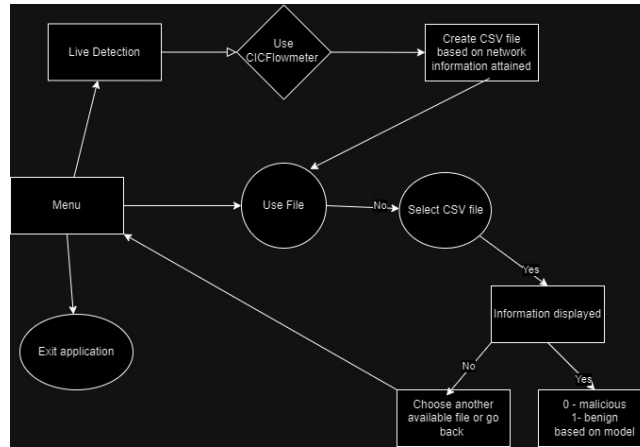 Live Detection
Use
CICFlowmeter
Create CSV file
based on network
information attained
Menu
Use File
No
Select CSV file
Yes
Information displayed
Exit application
No
Yes
Choose another
available file or go
back
0 - malicious
1- benign
based on model